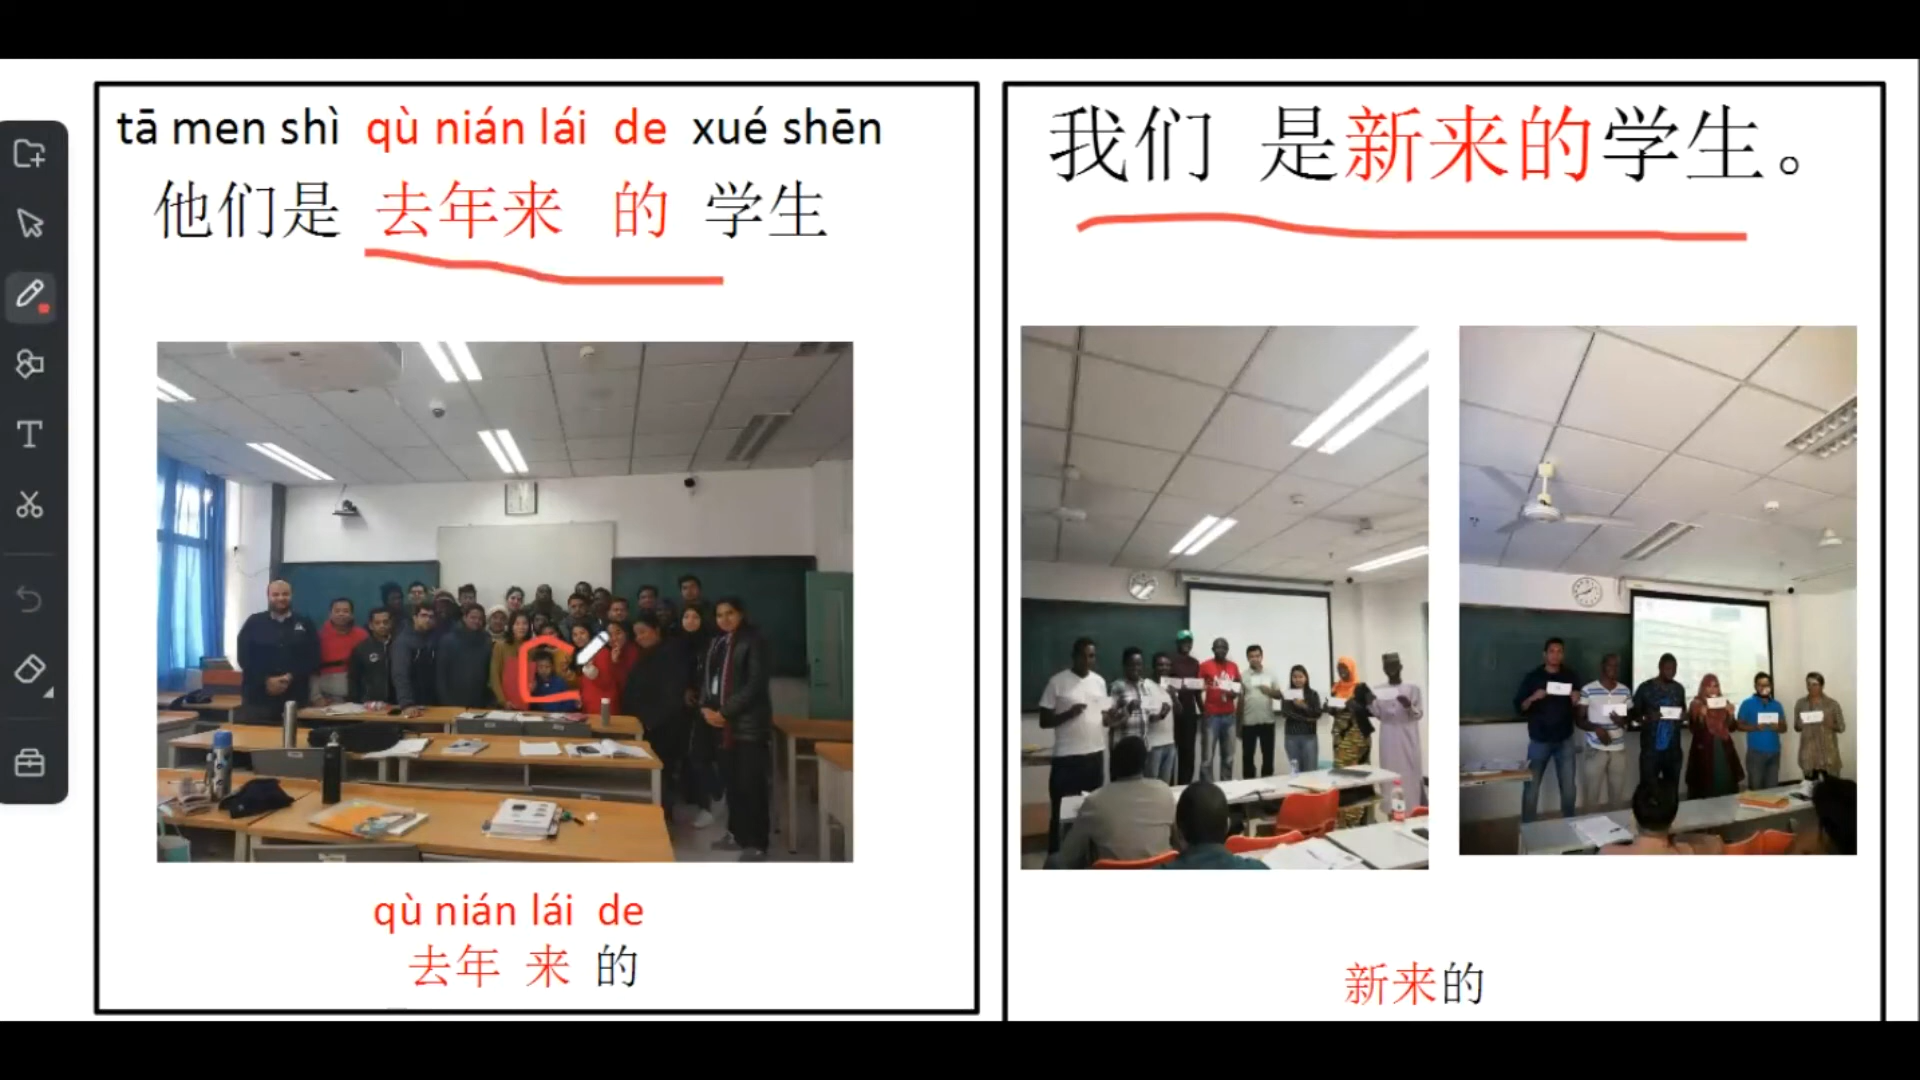 tā men shì qù nián lái de xué shēn
他们是 去年来 的 学生
qù nián lái de
去年 来 的
我们 是新来的学生。
新来的